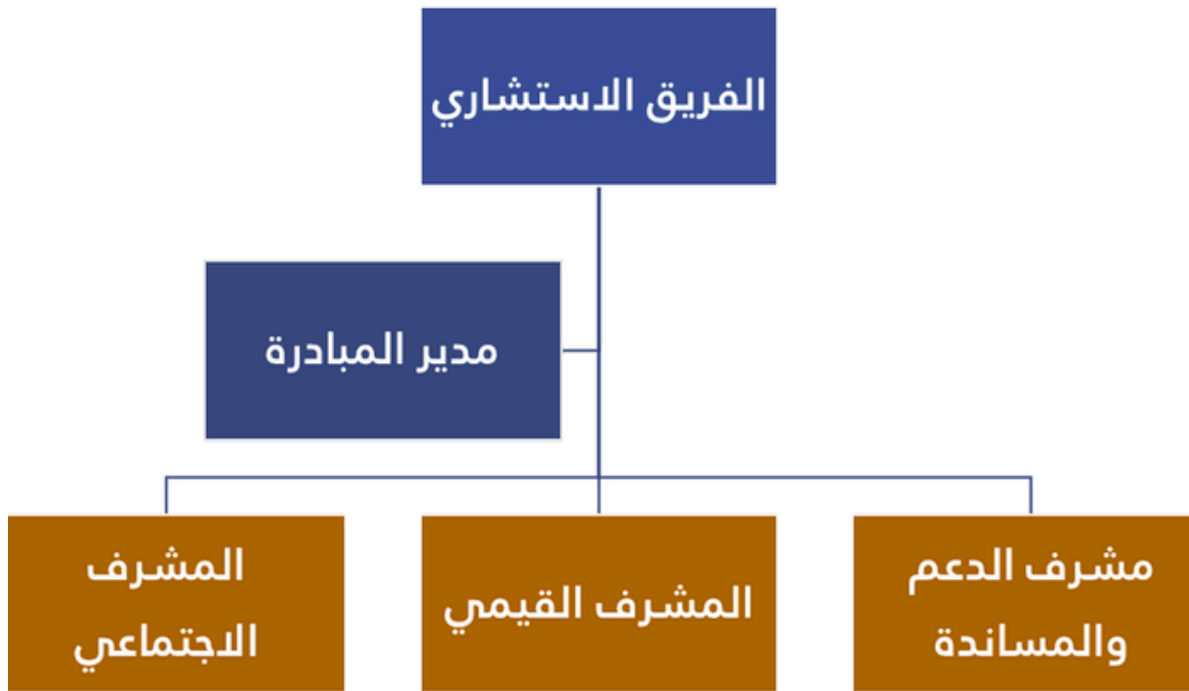 الفريق الاستشاري
مدير المبادرة
مشرف الدعم
والمساندة
المشرف القيمي
المشرف
الاجتماعي